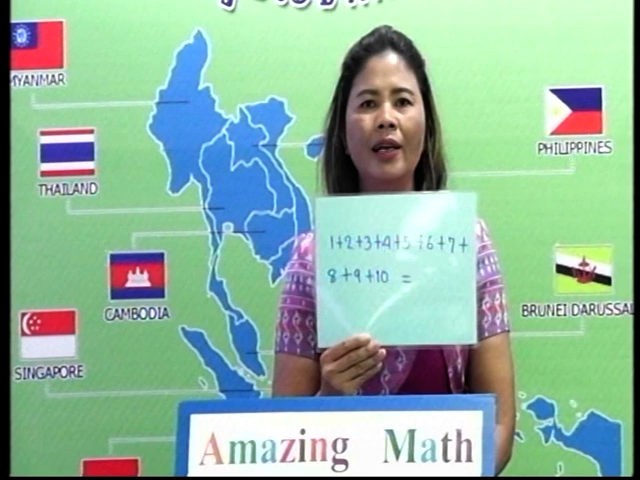 MYANMAR
THAILAND
PHILIPPINES
1+2+3+4+5+6+7+
8+9+10 =
CAMBODIA
BRUNEI DARUSSAL
SINGAPORE
Amazing Math